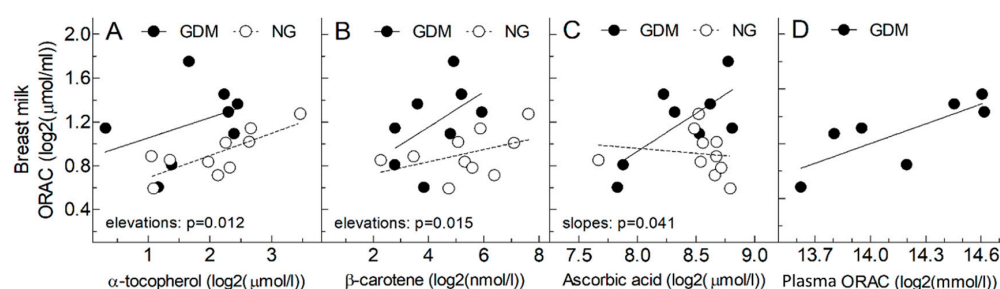 A GDM NG
B GDM NG
C GDM NG
D GDM
Breast milk
ORAC (log2(μmol/ml))
2.0
1.6
1.2
0.8
0.4
elevations: p=0.012
elevations: p=0.015
slopes: p=0.041
1 2 3 4
0 2 4 6 8
7.5 8.0 8.5 9.0
13.7 14.0 14.3 14.6
α-tocopherol (log2(μmol/l))
β-carotene (log2(nmol/l))
Ascorbic acid (log2(μmol/l))
Plasma ORAC (log2(mmol/l))